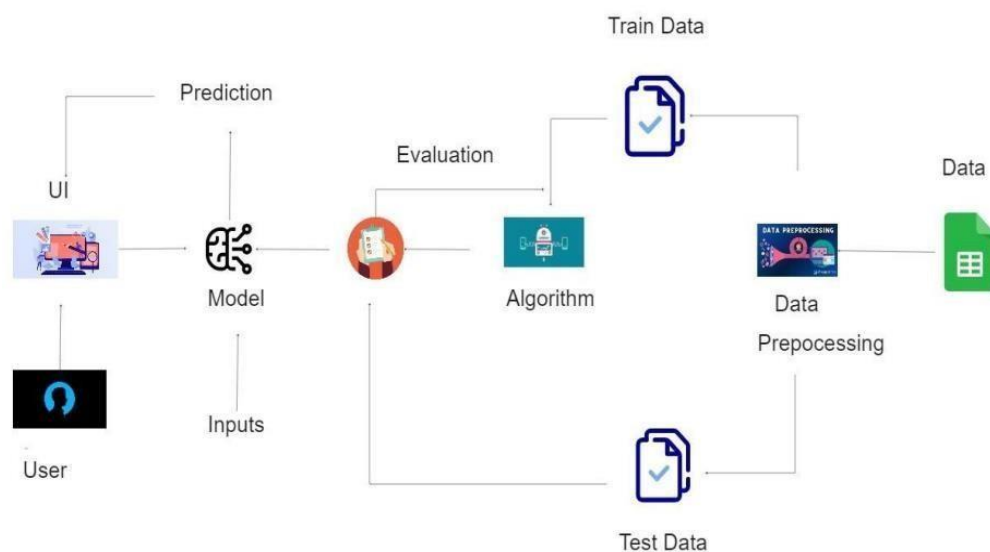 Train Data
Prediction
Evaluation
Data
UI
DATA PREPROCESSING
Model
Algorithm
Data
Prepocessing
Inputs
User
Test Data